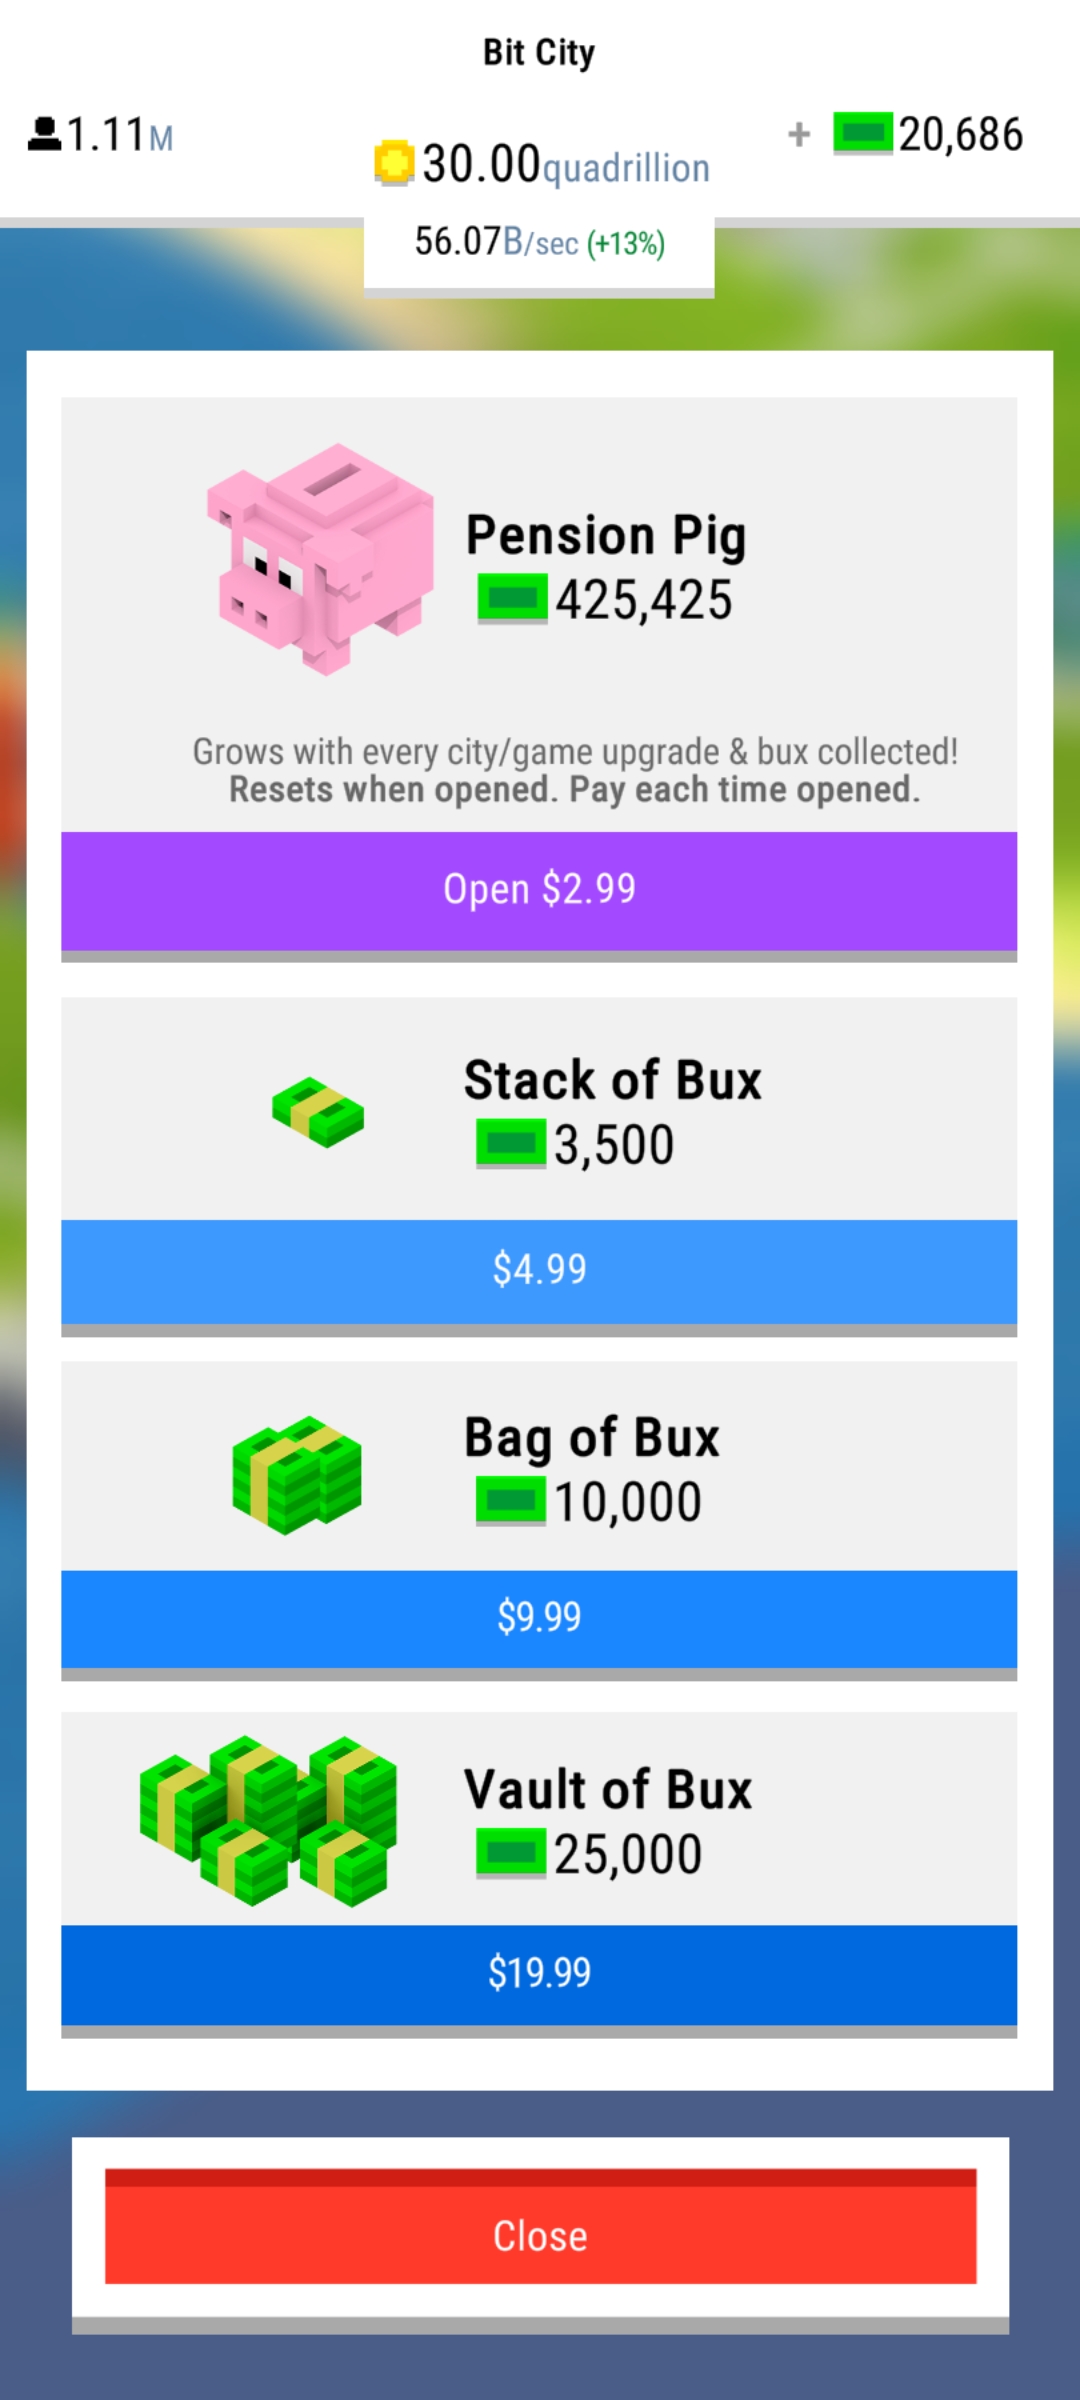 Bit City
1.11M
+ 20,686
30.00quadrillion
56.07B/sec (+13%)
Pension Pig
425,425
Grows with every city/game upgrade & bux collected!
Resets when opened. Pay each time opened.
Open $2.99
Stack of Bux
3,500
$4.99
Bag of Bux
10,000
$9.99
Vault of Bux
25,000
$19.99
Close